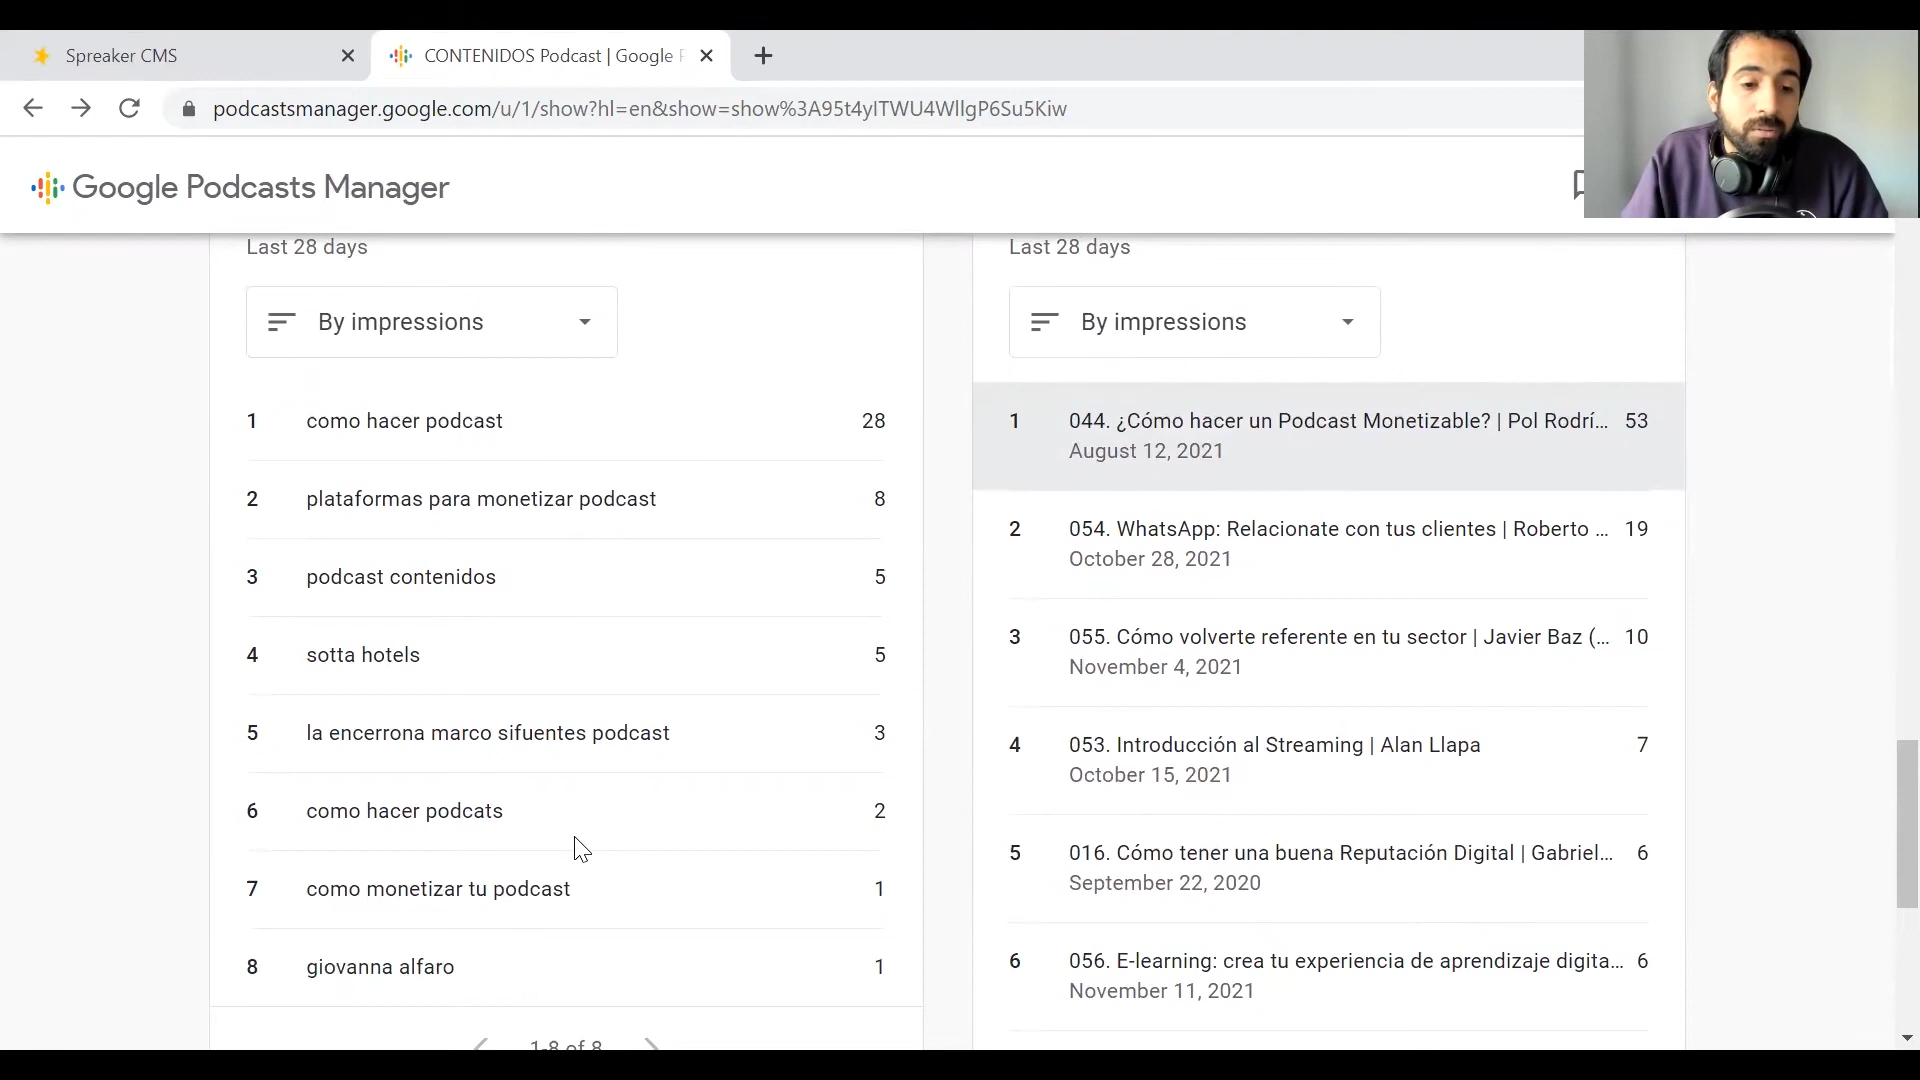 Spreaker CMS
CONTENIDOS Podcast | Google P
podcastsmanager.google.com/u/1/show?hl=en&show=show%3A95t4yITWU4WllgP6Su5Kiw
Google Podcasts Manager
Last 28 days
By impressions
1 como hacer podcast 28
2 plataformas para monetizar podcast 8
3 podcast contenidos 5
4 sotta hotels 5
5 la encerrona marco sifuentes podcast 3
6 como hacer podcats 2
7 como monetizar tu podcast 1
8 giovanna alfaro 1
1-8 of 8
Last 28 days
By impressions
1 044. ¿Cómo hacer un Podcast Monetizable? | Pol Rodrí... 53
August 12, 2021
2 054. WhatsApp: Relacionate con tus clientes | Roberto ... 19
October 28, 2021
3 055. Cómo volverte referente en tu sector | Javier Baz (... 10
November 4, 2021
4 053. Introducción al Streaming | Alan Llapa 7
October 15, 2021
5 016. Cómo tener una buena Reputación Digital | Gabriel... 6
September 22, 2020
6 056. E-learning: crea tu experiencia de aprendizaje digita... 6
November 11, 2021